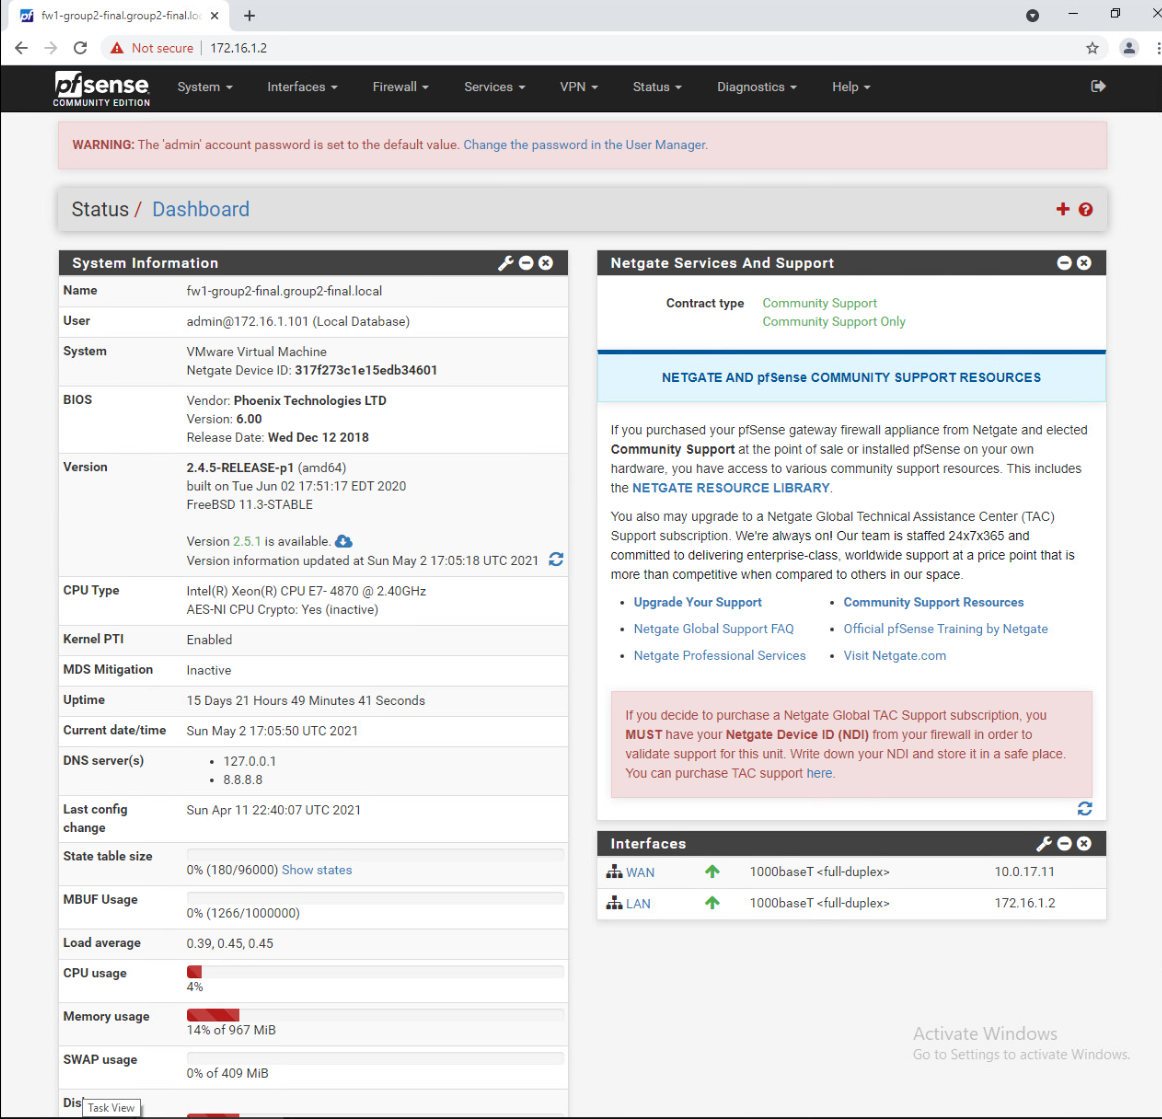 fw1-group2-final.group2-final.lo
Not secure
172.16.1.2
pfsense
COMMUNITY EDITION
System
Interfaces
Firewall
Services
VPN
Status
Diagnostics
Help
WARNING: The 'admin' account password is set to the default value. Change the password in the User Manager.
Status / Dashboard
System Information
Name
fw1-group2-final.group2-final.local
User
admin@172.16.1.101 (Local Database)
System
VMware Virtual Machine
Netgate Device ID: 317f273c1e15edb34601
BIOS
Vendor: Phoenix Technologies LTD
Version: 6.00
Release Date: Wed Dec 12 2018
Version
2.4.5-RELEASE-p1 (amd64)
built on Tue Jun 02 17:51:17 EDT 2020
FreeBSD 11.3-STABLE
Version 2.5.1 is available.
Version information updated at Sun May 2 17:05:18 UTC 2021
CPU Type
Intel(R) Xeon(R) CPU E7- 4870 @ 2.40GHz
AES-NI CPU Crypto: Yes (inactive)
Kernel PTI
Enabled
MDS Mitigation
Inactive
Uptime
15 Days 21 Hours 49 Minutes 41 Seconds
Current date/time
Sun May 2 17:05:50 UTC 2021
DNS server(s)
• 127.0.0.1
• 8.8.8.8
Last config
change
Sun Apr 11 22:40:07 UTC 2021
State table size
0% (180/96000) Show states
MBUF Usage
0% (1266/1000000)
Load average
0.39, 0.45, 0.45
CPU usage
4%
Memory usage
14% of 967 MiB
SWAP usage
0% of 409 MiB
Dis
Task View
Netgate Services And Support
Contract type
Community Support
Community Support Only
NETGATE AND pfSense COMMUNITY SUPPORT RESOURCES
If you purchased your pfSense gateway firewall appliance from Netgate and elected
Community Support at the point of sale or installed pfSense on your own
hardware, you have access to various community support resources. This includes
the NETGATE RESOURCE LIBRARY.
You also may upgrade to a Netgate Global Technical Assistance Center (TAC)
Support subscription. We're always on! Our team is staffed 24x7x365 and
committed to delivering enterprise-class, worldwide support at a price point that is
more than competitive when compared to others in our space.
• Upgrade Your Support
• Community Support Resources
• Netgate Global Support FAQ
• Official pfSense Training by Netgate
• Netgate Professional Services
• Visit Netgate.com
If you decide to purchase a Netgate Global TAC Support subscription, you
MUST have your Netgate Device ID (NDI) from your firewall in order to
validate support for this unit. Write down your NDI and store it in a safe place.
You can purchase TAC support here.
Interfaces
WAN
1000baseT <full-duplex>
10.0.17.11
LAN
1000baseT <full-duplex>
172.16.1.2
Activate Windows
Go to Settings to activate Windows.